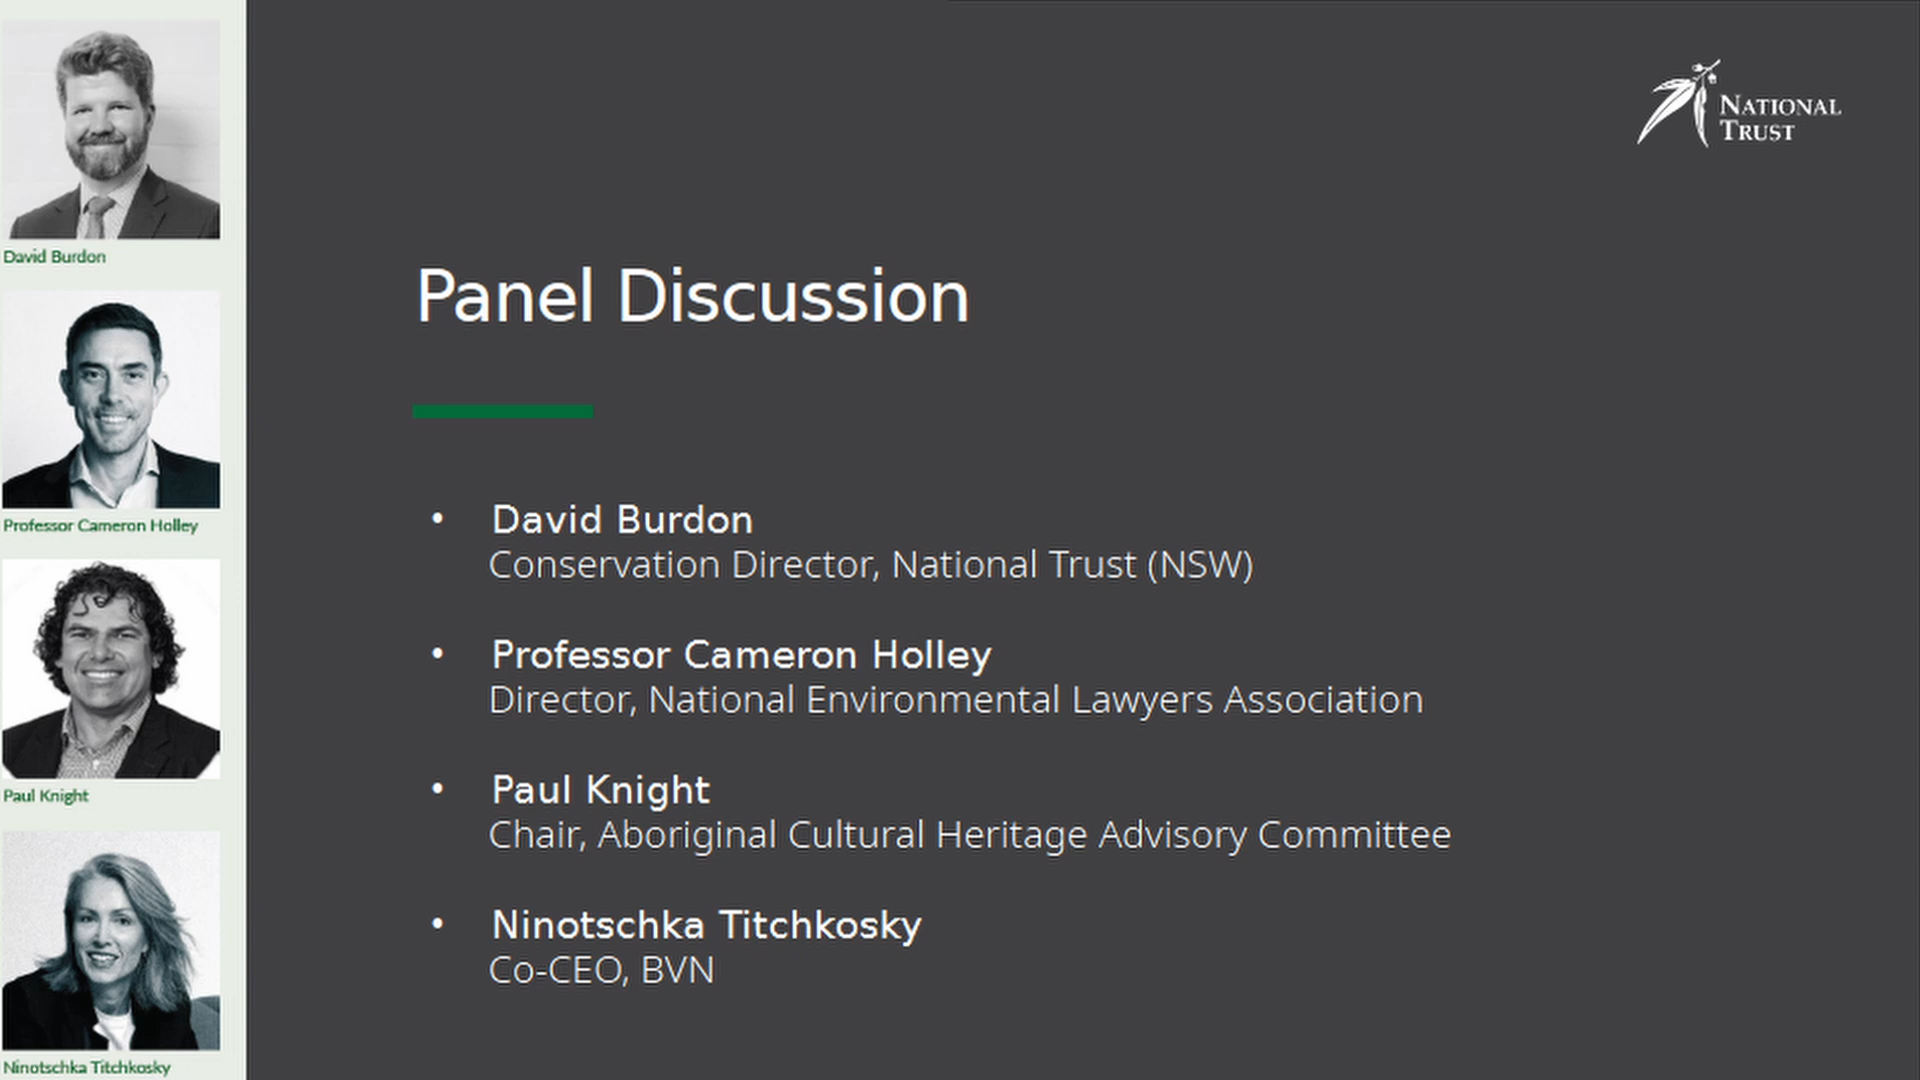 David Burdon
Professor Cameron Holley
Paul Knight
Ninotschka Titchkosky
NATIONAL
TRUST
Panel Discussion
• David Burdon
Conservation Director, National Trust (NSW)
• Professor Cameron Holley
Director, National Environmental Lawyers Association
• Paul Knight
Chair, Aboriginal Cultural Heritage Advisory Committee
• Ninotschka Titchkosky
Co-CEO, BVN